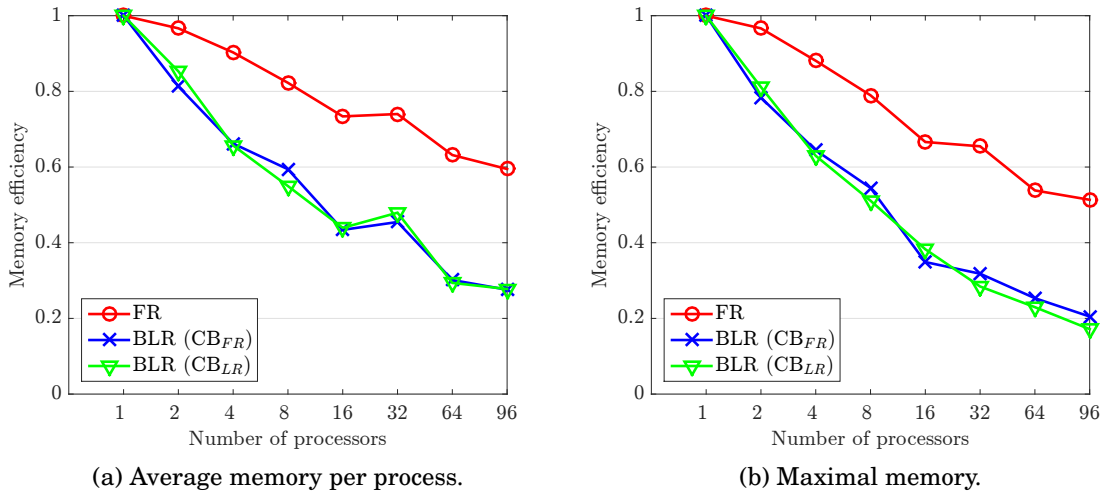 1
0.8
0.6
0.4
0.2
0
Memory efficiency
FR
BLR (CB_FR)
BLR (CB_LR)
1 2 4 8 16 32 64 96
Number of processors
(a) Average memory per process.
1
0.8
0.6
0.4
0.2
0
Memory efficiency
FR
BLR (CB_FR)
BLR (CB_LR)
1 2 4 8 16 32 64 96
Number of processors
(b) Maximal memory.